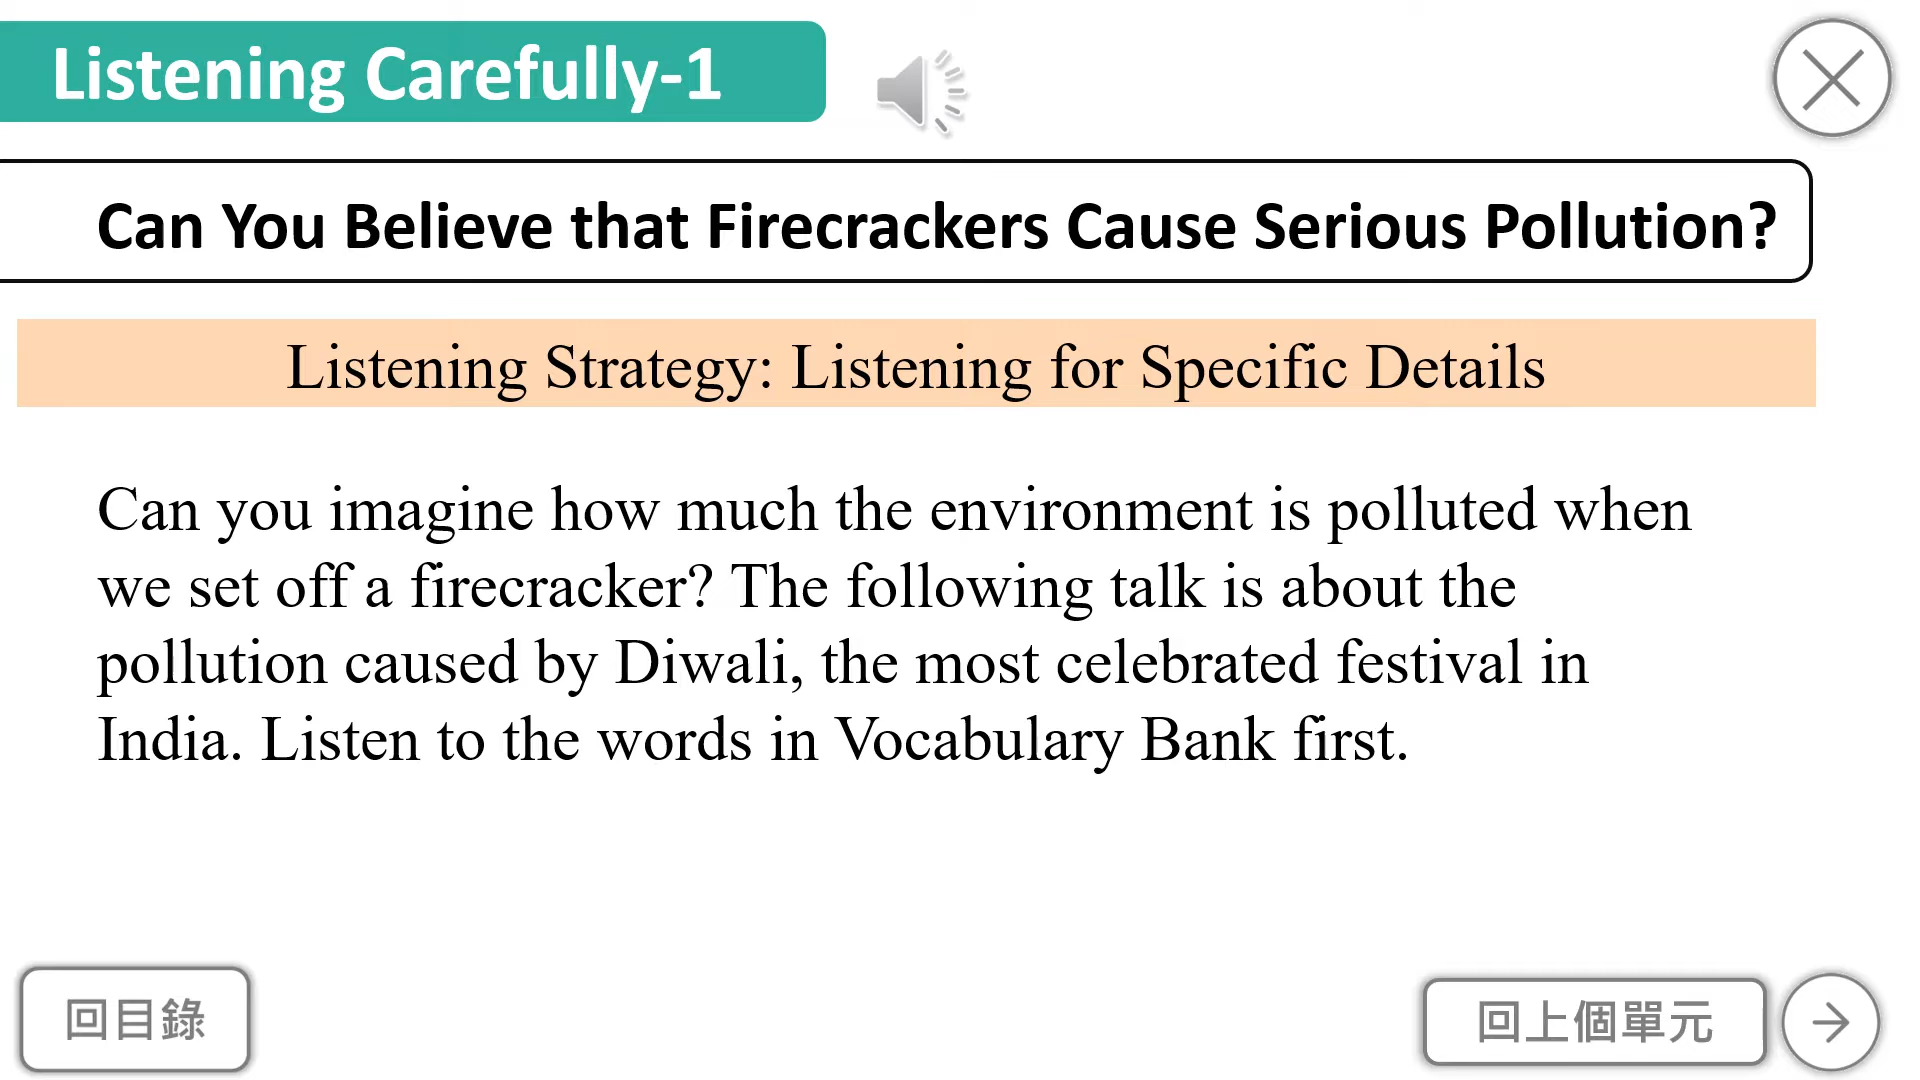 Listening Carefully-1
Can You Believe that Firecrackers Cause Serious Pollution?
Listening Strategy: Listening for Specific Details
Can you imagine how much the environment is polluted when
we set off a firecracker? The following talk is about the
pollution caused by Diwali, the most celebrated festival in
India. Listen to the words in Vocabulary Bank first.
回目錄
回上個單元